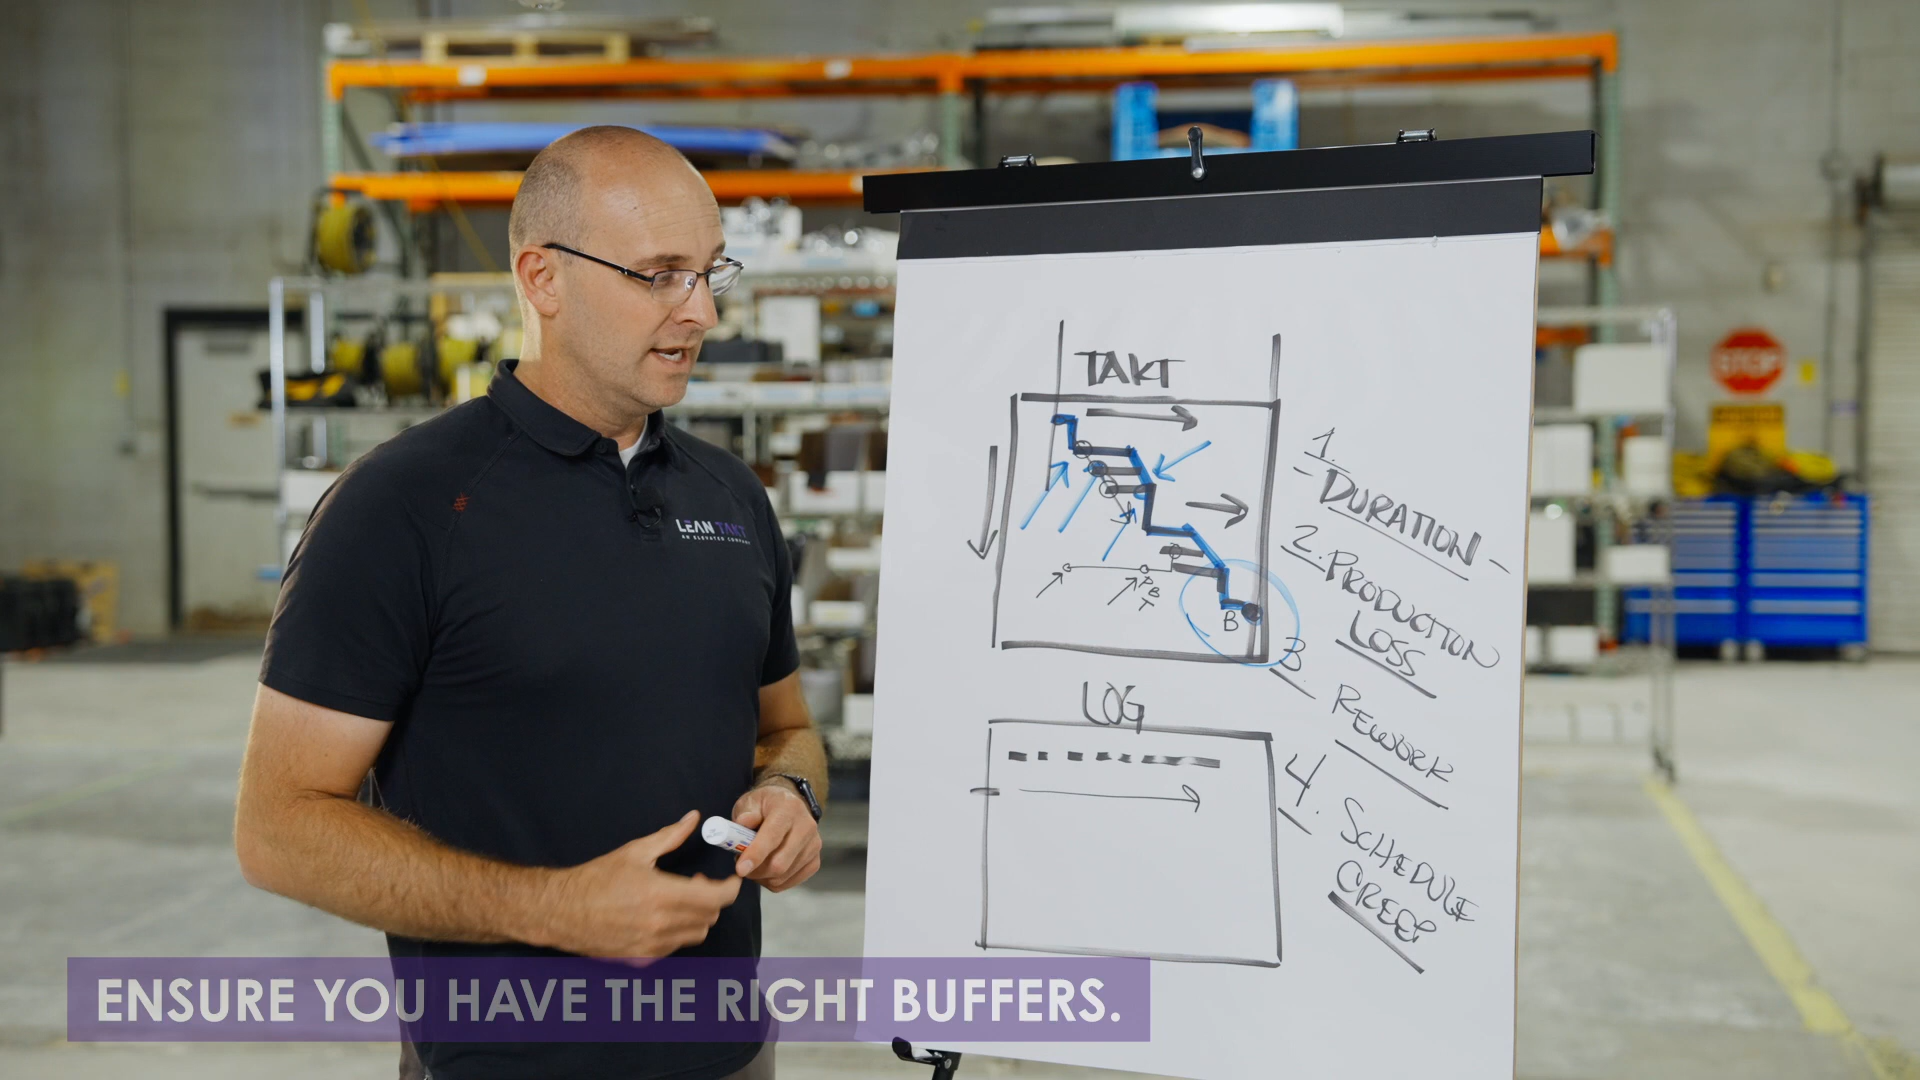 TAKT
1.
DURATION
2. PRODUCTION
LOSS
3.
REWORK
4. SCHEDULE
CREEP
P
B
T
B
LOG
LEAN TAKT
AN ELEVATED COMPANY
STOP
ENSURE YOU HAVE THE RIGHT BUFFERS.